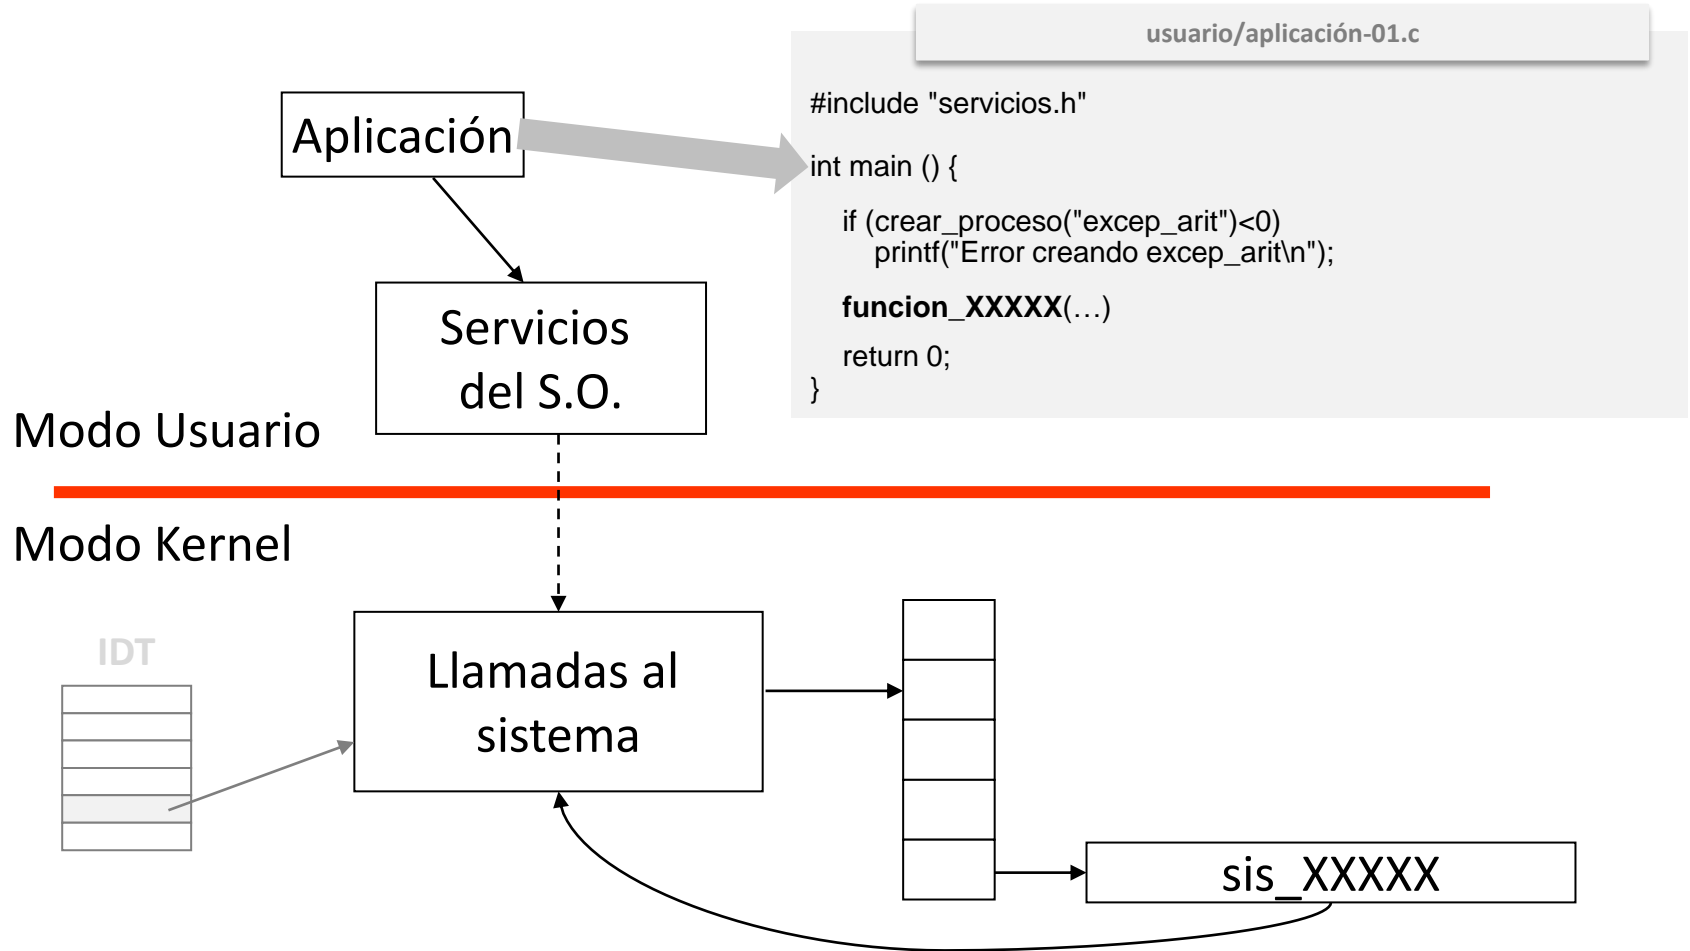 usuario/aplicación-01.c
#include "servicios.h"
int main () {
if (crear_proceso("excep_arit")<0)
printf("Error creando excep_arit\n");
funcion_XXXXX(…)
return 0;
}
Aplicación
Servicios
del S.O.
Modo Usuario
Modo Kernel
IDT
Llamadas al
sistema
sis_XXXXX